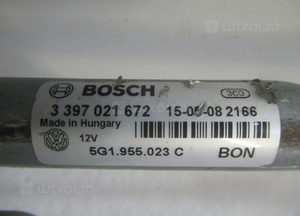 BOSCH
3 397 021 672 15-05-08 2166
Made in Hungary
12V
5G1.955.023 C BON